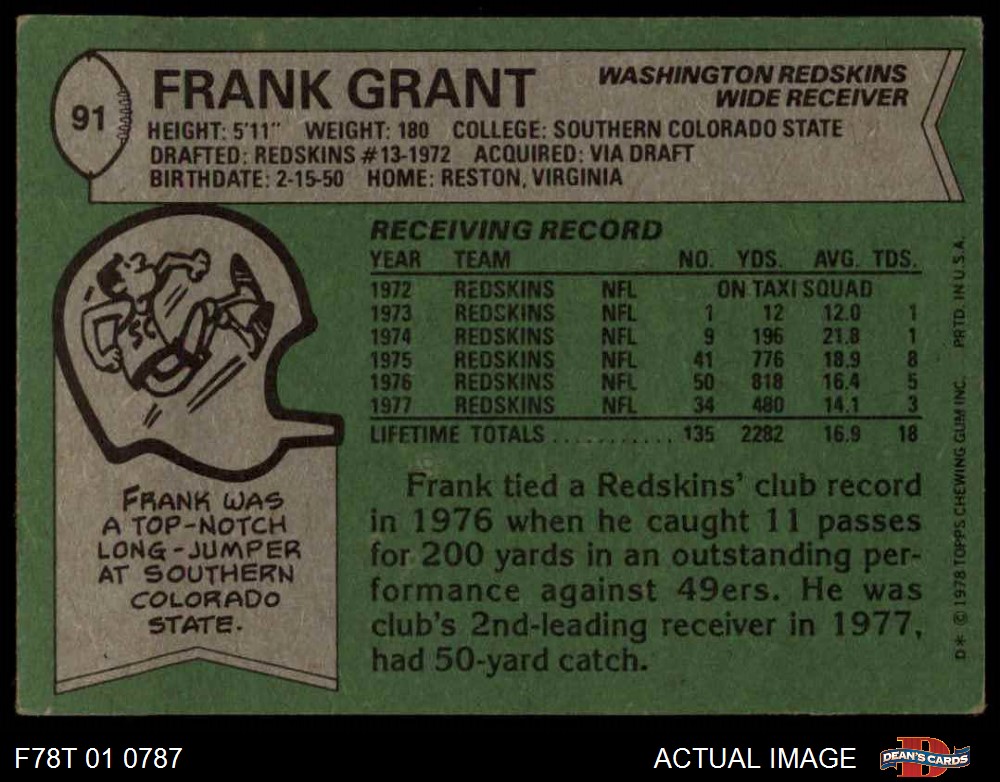 91
FRANK GRANT
WASHINGTON REDSKINS
WIDE RECEIVER
HEIGHT: 5'11" WEIGHT: 180 COLLEGE: SOUTHERN COLORADO STATE
DRAFTED: REDSKINS #13-1972 ACQUIRED: VIA DRAFT
BIRTHDATE: 2-15-50 HOME: RESTON, VIRGINIA
SC
FRANK WAS
A TOP-NOTCH
LONG-JUMPER
AT SOUTHERN
COLORADO
STATE.
RECEIVING RECORD
YEAR TEAM NO. YDS. AVG. TDS.
1972 REDSKINS NFL ON TAXI SQUAD
1973 REDSKINS NFL 1 12 12.0 1
1974 REDSKINS NFL 9 196 21.8 1
1975 REDSKINS NFL 41 776 18.9 8
1976 REDSKINS NFL 50 818 16.4 5
1977 REDSKINS NFL 34 480 14.1 3
LIFETIME TOTALS ............ 135 2282 16.9 18
Frank tied a Redskins' club record
in 1976 when he caught 11 passes
for 200 yards in an outstanding per-
formance against 49ers. He was
club's 2nd-leading receiver in 1977,
had 50-yard catch.
D* © 1978 TOPPS CHEWING GUM INC. PRTD. IN U.S.A.
F78T 01 0787
ACTUAL IMAGE
DEAN'S CARDS